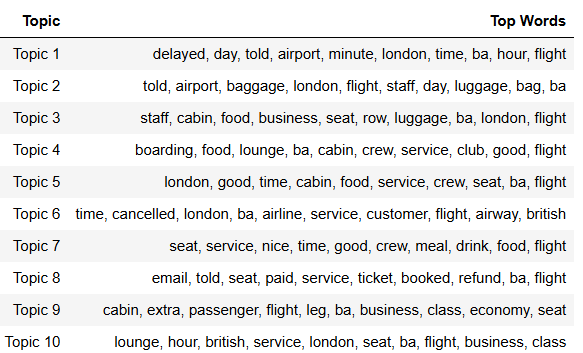 Topic Top Words
Topic 1 delayed, day, told, airport, minute, london, time, ba, hour, flight
Topic 2 told, airport, baggage, london, flight, staff, day, luggage, bag, ba
Topic 3 staff, cabin, food, business, seat, row, luggage, ba, london, flight
Topic 4 boarding, food, lounge, ba, cabin, crew, service, club, good, flight
Topic 5 london, good, time, cabin, food, service, crew, seat, ba, flight
Topic 6 time, cancelled, london, ba, airline, service, customer, flight, airway, british
Topic 7 seat, service, nice, time, good, crew, meal, drink, food, flight
Topic 8 email, told, seat, paid, service, ticket, booked, refund, ba, flight
Topic 9 cabin, extra, passenger, flight, leg, ba, business, class, economy, seat
Topic 10 lounge, hour, british, service, london, seat, ba, flight, business, class